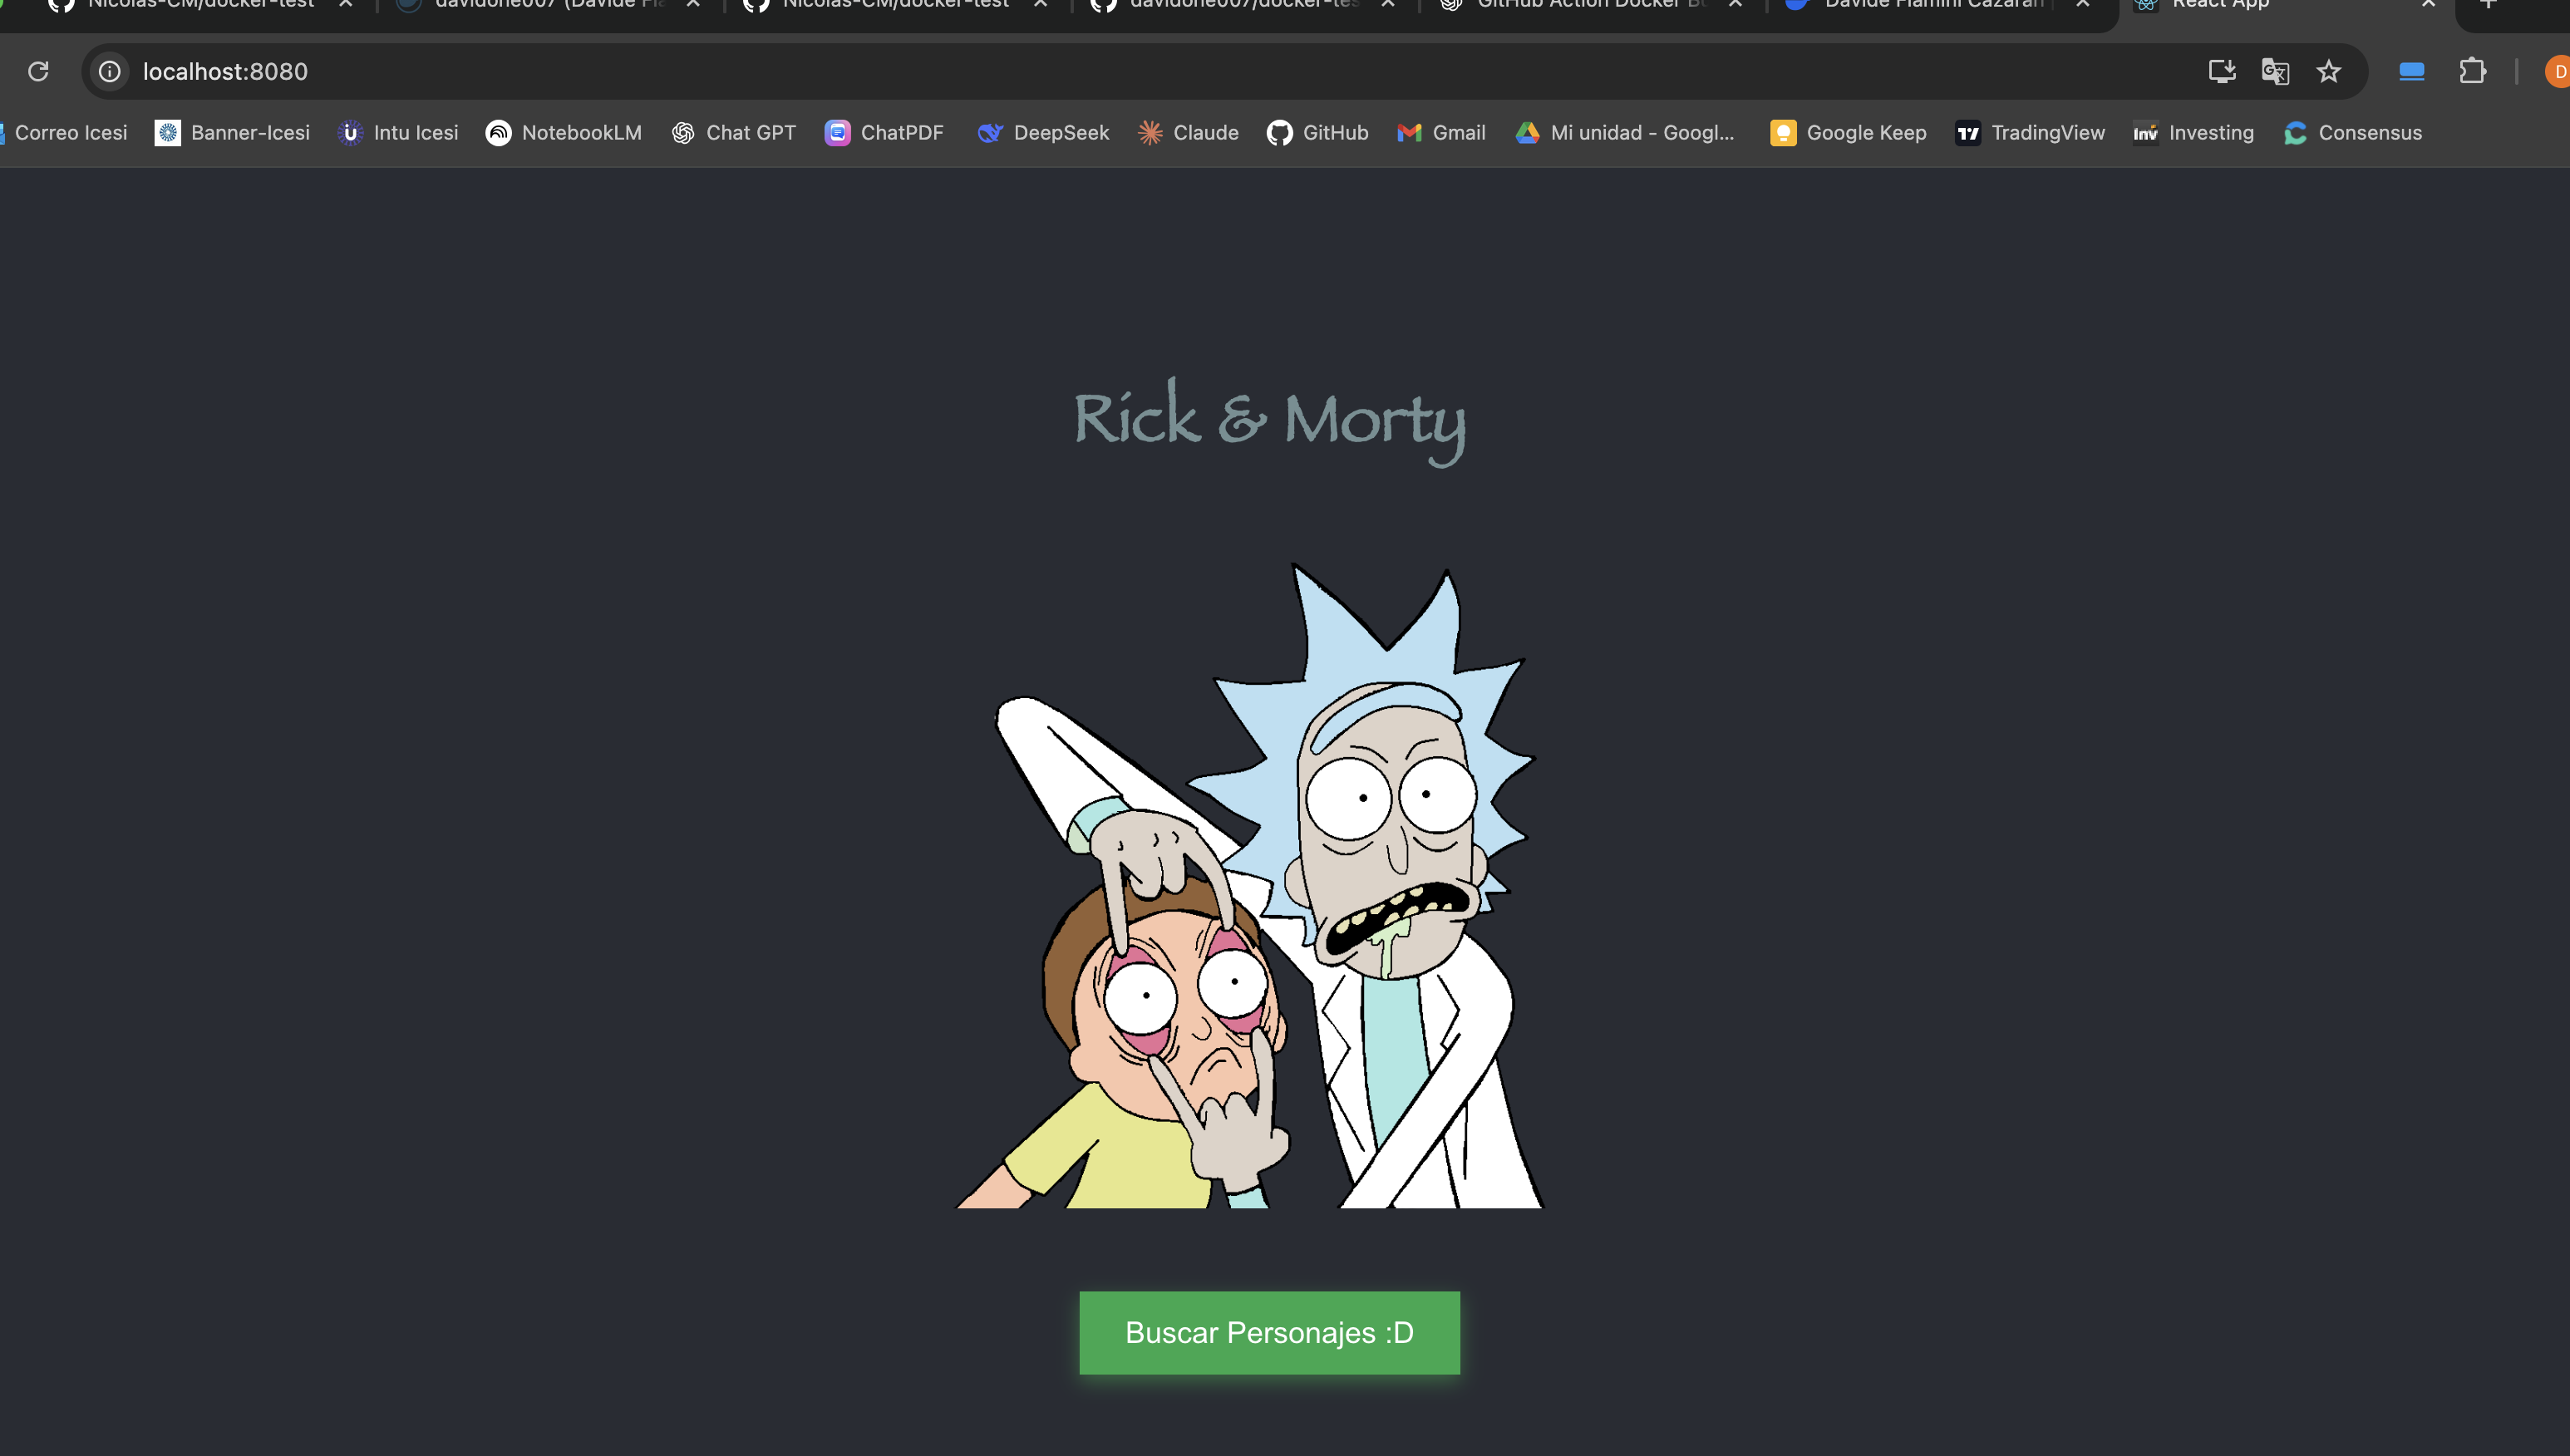 Nicolas-CM/docker-test
davidone007 (Davide Fla
Nicolas-CM/docker-test
davidone007/docker-tes
GitHub Action Docker B
Davide Flamini Cazaran
React App
localhost:8080
D
Correo Icesi
Banner-Icesi
Intu Icesi
NotebookLM
Chat GPT
ChatPDF
DeepSeek
Claude
GitHub
Gmail
Mi unidad - Googl...
Google Keep
TradingView
Investing
Consensus
Rick & Morty
Buscar Personajes :D